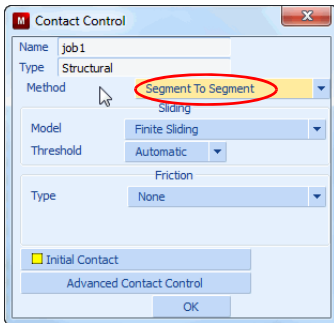 M Contact Control X
Name job1
Type Structural
Method Segment To Segment
Sliding
Model Finite Sliding
Threshold Automatic
Friction
Type None
Initial Contact
Advanced Contact Control
OK